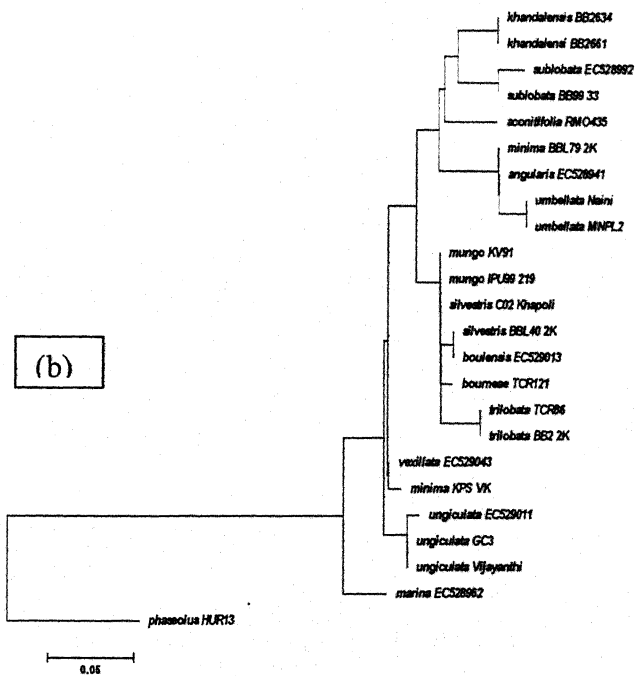 khandalensis BB2634
khandalensi BB2661
sublobata EC528992
sublobata BB99 33
aconitifolia RMO435
minima BBL79 2K
angularis EC528941
umbellata Naini
umbellata MNPL2
mungo KV91
mungo IPU99 219
silvestris C02 Khapoli
silvestris BBL40 2K
boulensis EC529013
bourneae TCR121
trilobata TCR86
trilobata BB2 2K
(b)
vexillata EC529043
minima KPS VK
ungiculata EC529011
ungiculata GC3
ungiculata Vijayanthi
marina EC528962
phaseolus HUR13
0.05